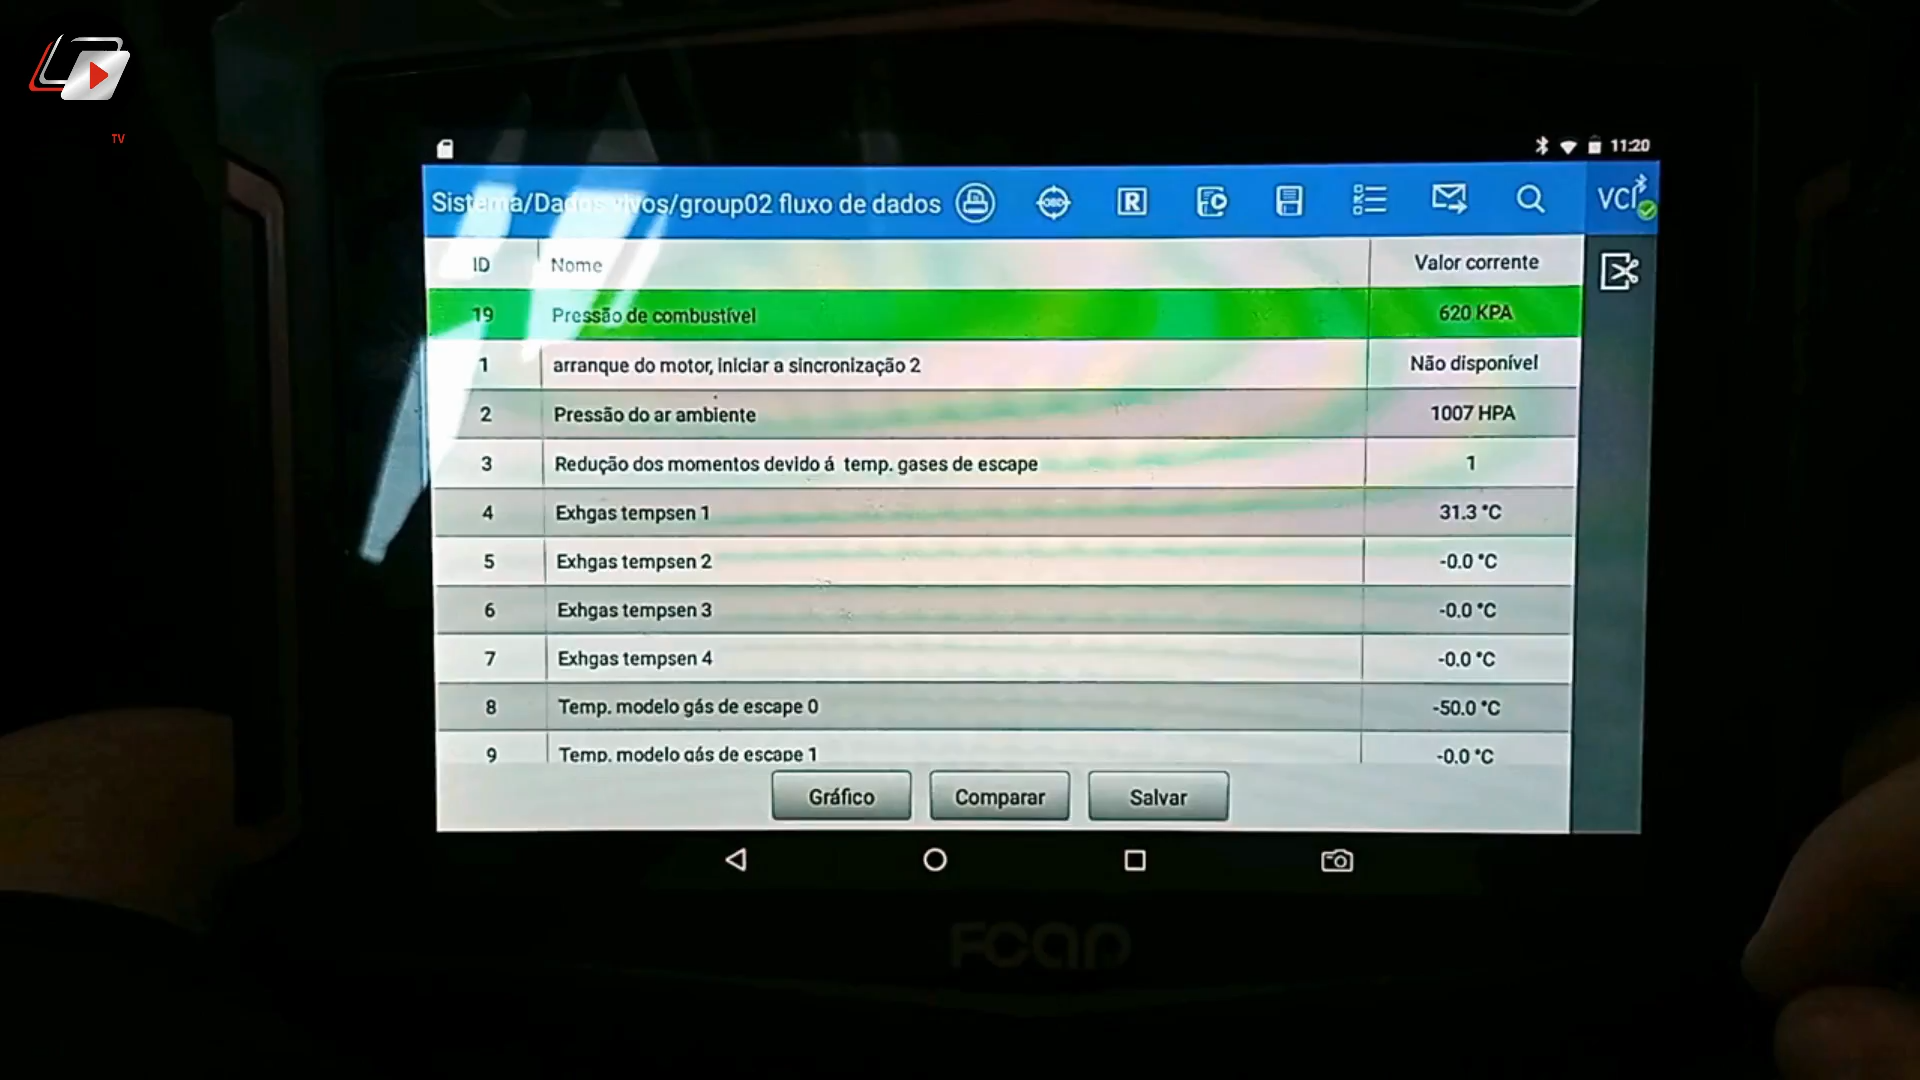 TV
11:20
Sistema/Dados vivos/group02 fluxo de dados
VCI
ID Nome Valor corrente
19 Pressão de combustível 620 KPA
1 arranque do motor, iniciar a sincronização 2 Não disponível
2 Pressão do ar ambiente 1007 HPA
3 Redução dos momentos devido á temp. gases de escape 1
4 Exhgas tempsen 1 31.3 °C
5 Exhgas tempsen 2 -0.0 °C
6 Exhgas tempsen 3 -0.0 °C
7 Exhgas tempsen 4 -0.0 °C
8 Temp. modelo gás de escape 0 -50.0 °C
9 Temp. modelo gás de escape 1 -0.0 °C
Gráfico Comparar Salvar
FCAR